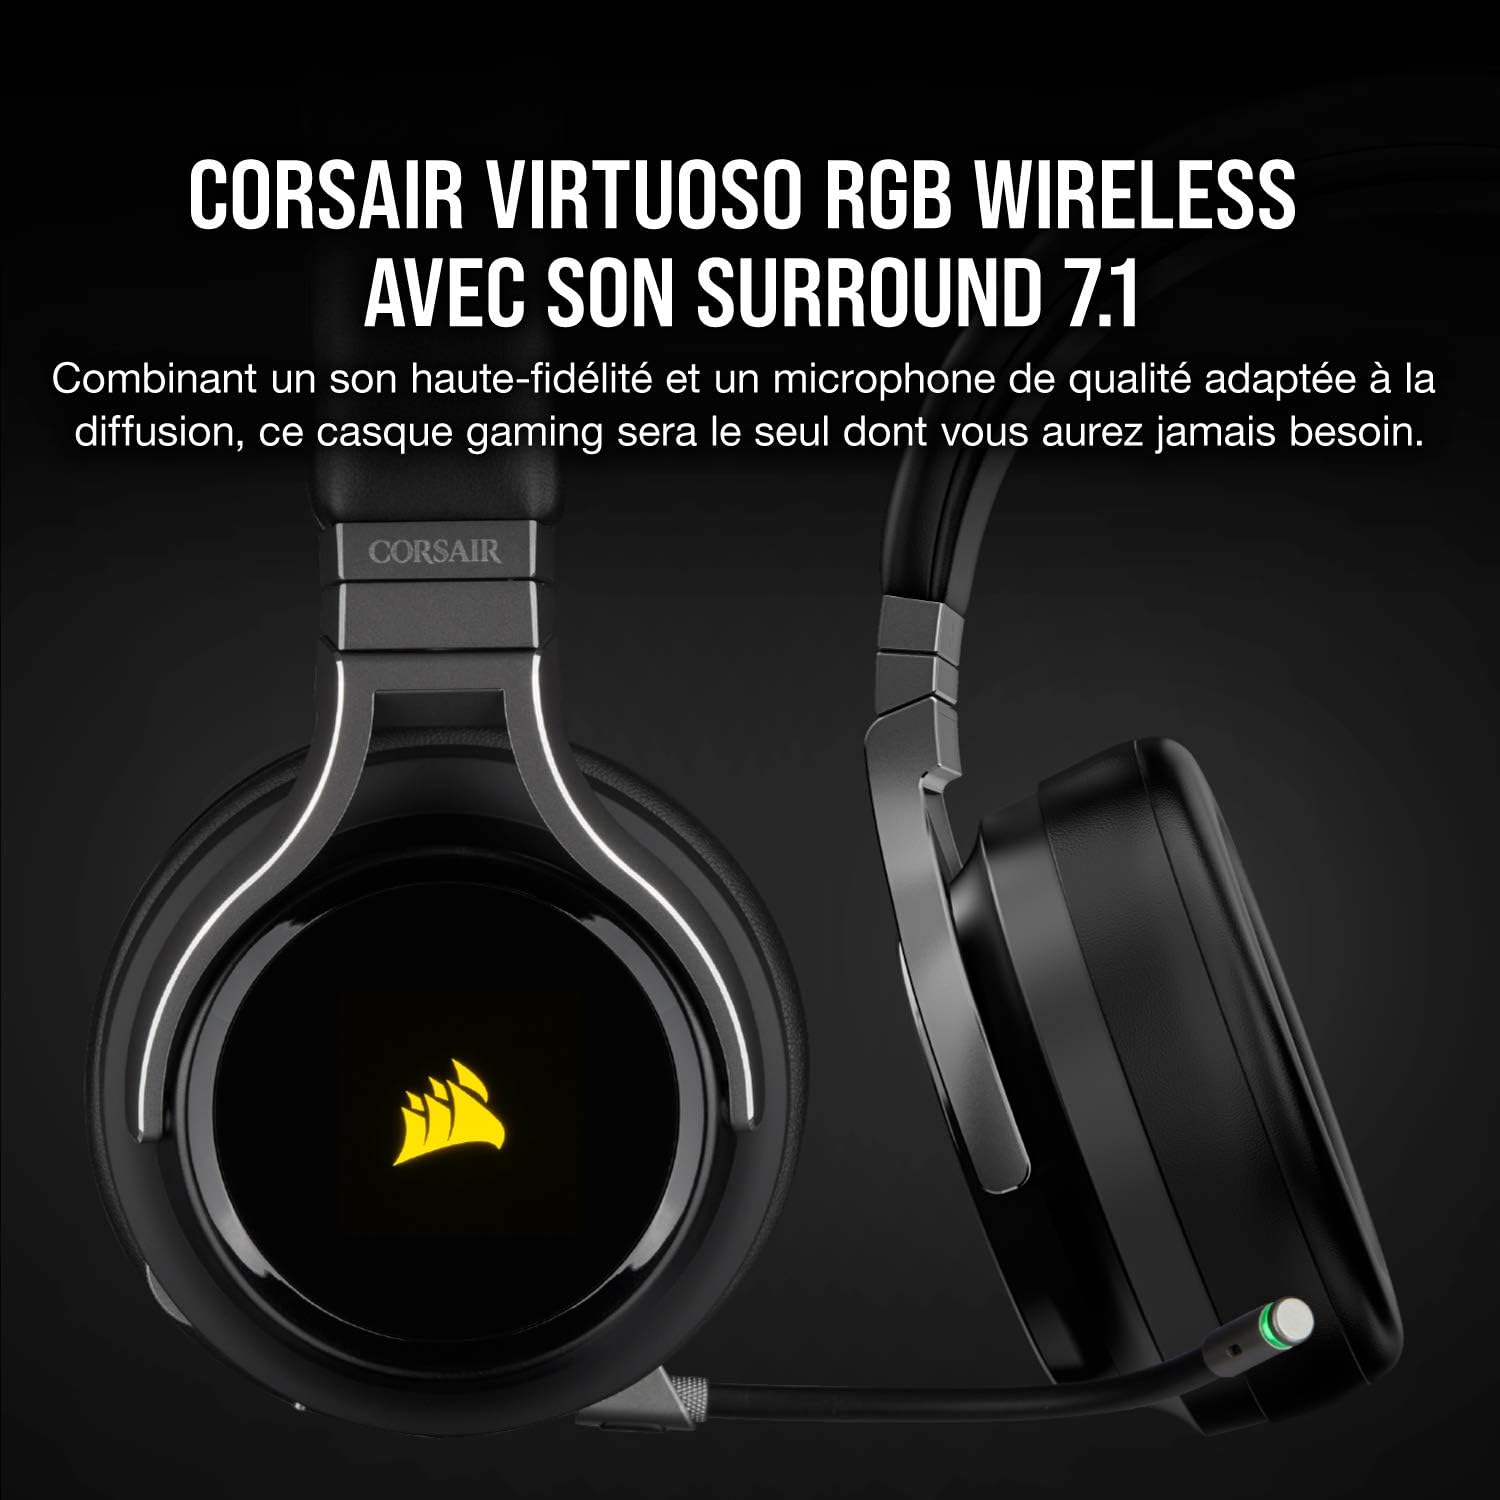 CORSAIR VIRTUOSO RGB WIRELESS
AVEC SON SURROUND 7.1
Combinant un son haute-fidélité et un microphone de qualité adaptée à la
diffusion, ce casque gaming sera le seul dont vous aurez jamais besoin.
CORSAIR